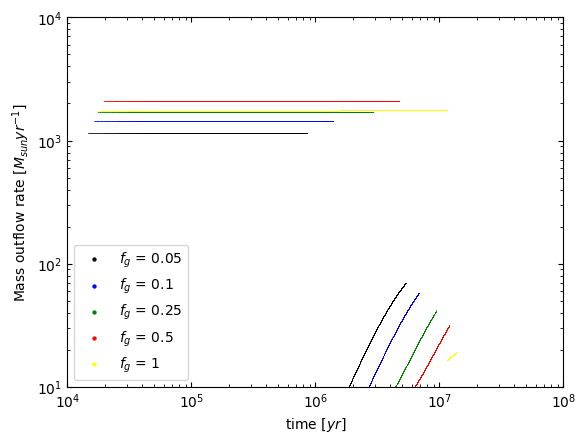 10^4
10^3
10^2
10^1
Mass outflow rate [M_{sun}yr^{-1}]
f_g = 0.05
f_g = 0.1
f_g = 0.25
f_g = 0.5
f_g = 1
10^4 10^5 10^6 10^7 10^8
time [yr]